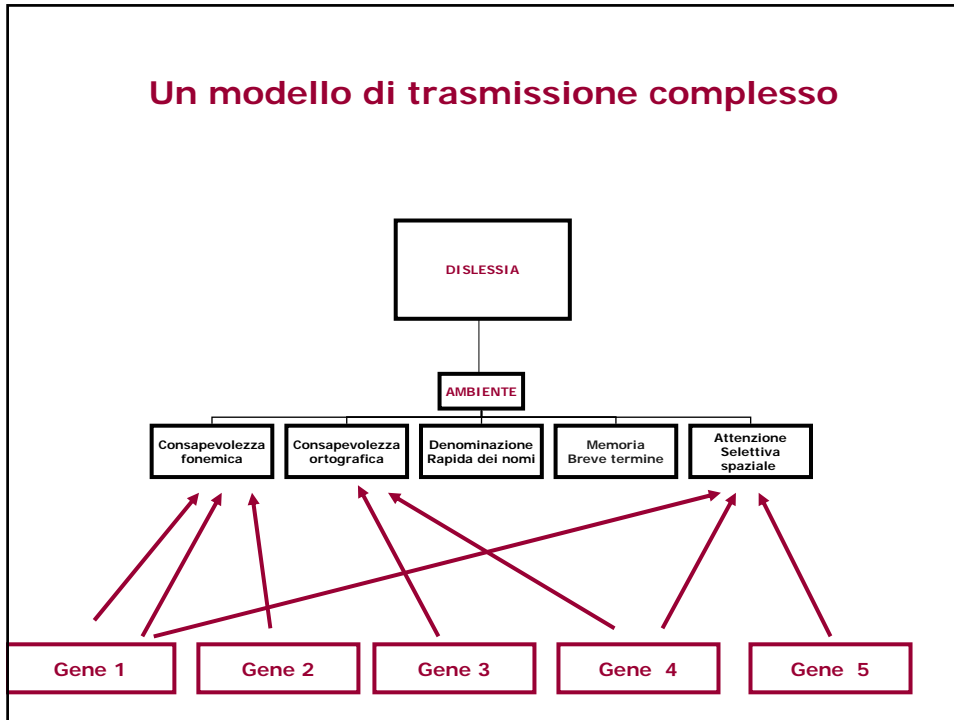 Un modello di trasmissione complesso
DISLESSIA
AMBIENTE
Consapevolezza
fonemica
Consapevolezza
ortografica
Denominazione
Rapida dei nomi
Memoria
Breve termine
Attenzione
Selettiva
spaziale
Gene 1
Gene 2
Gene 3
Gene 4
Gene 5